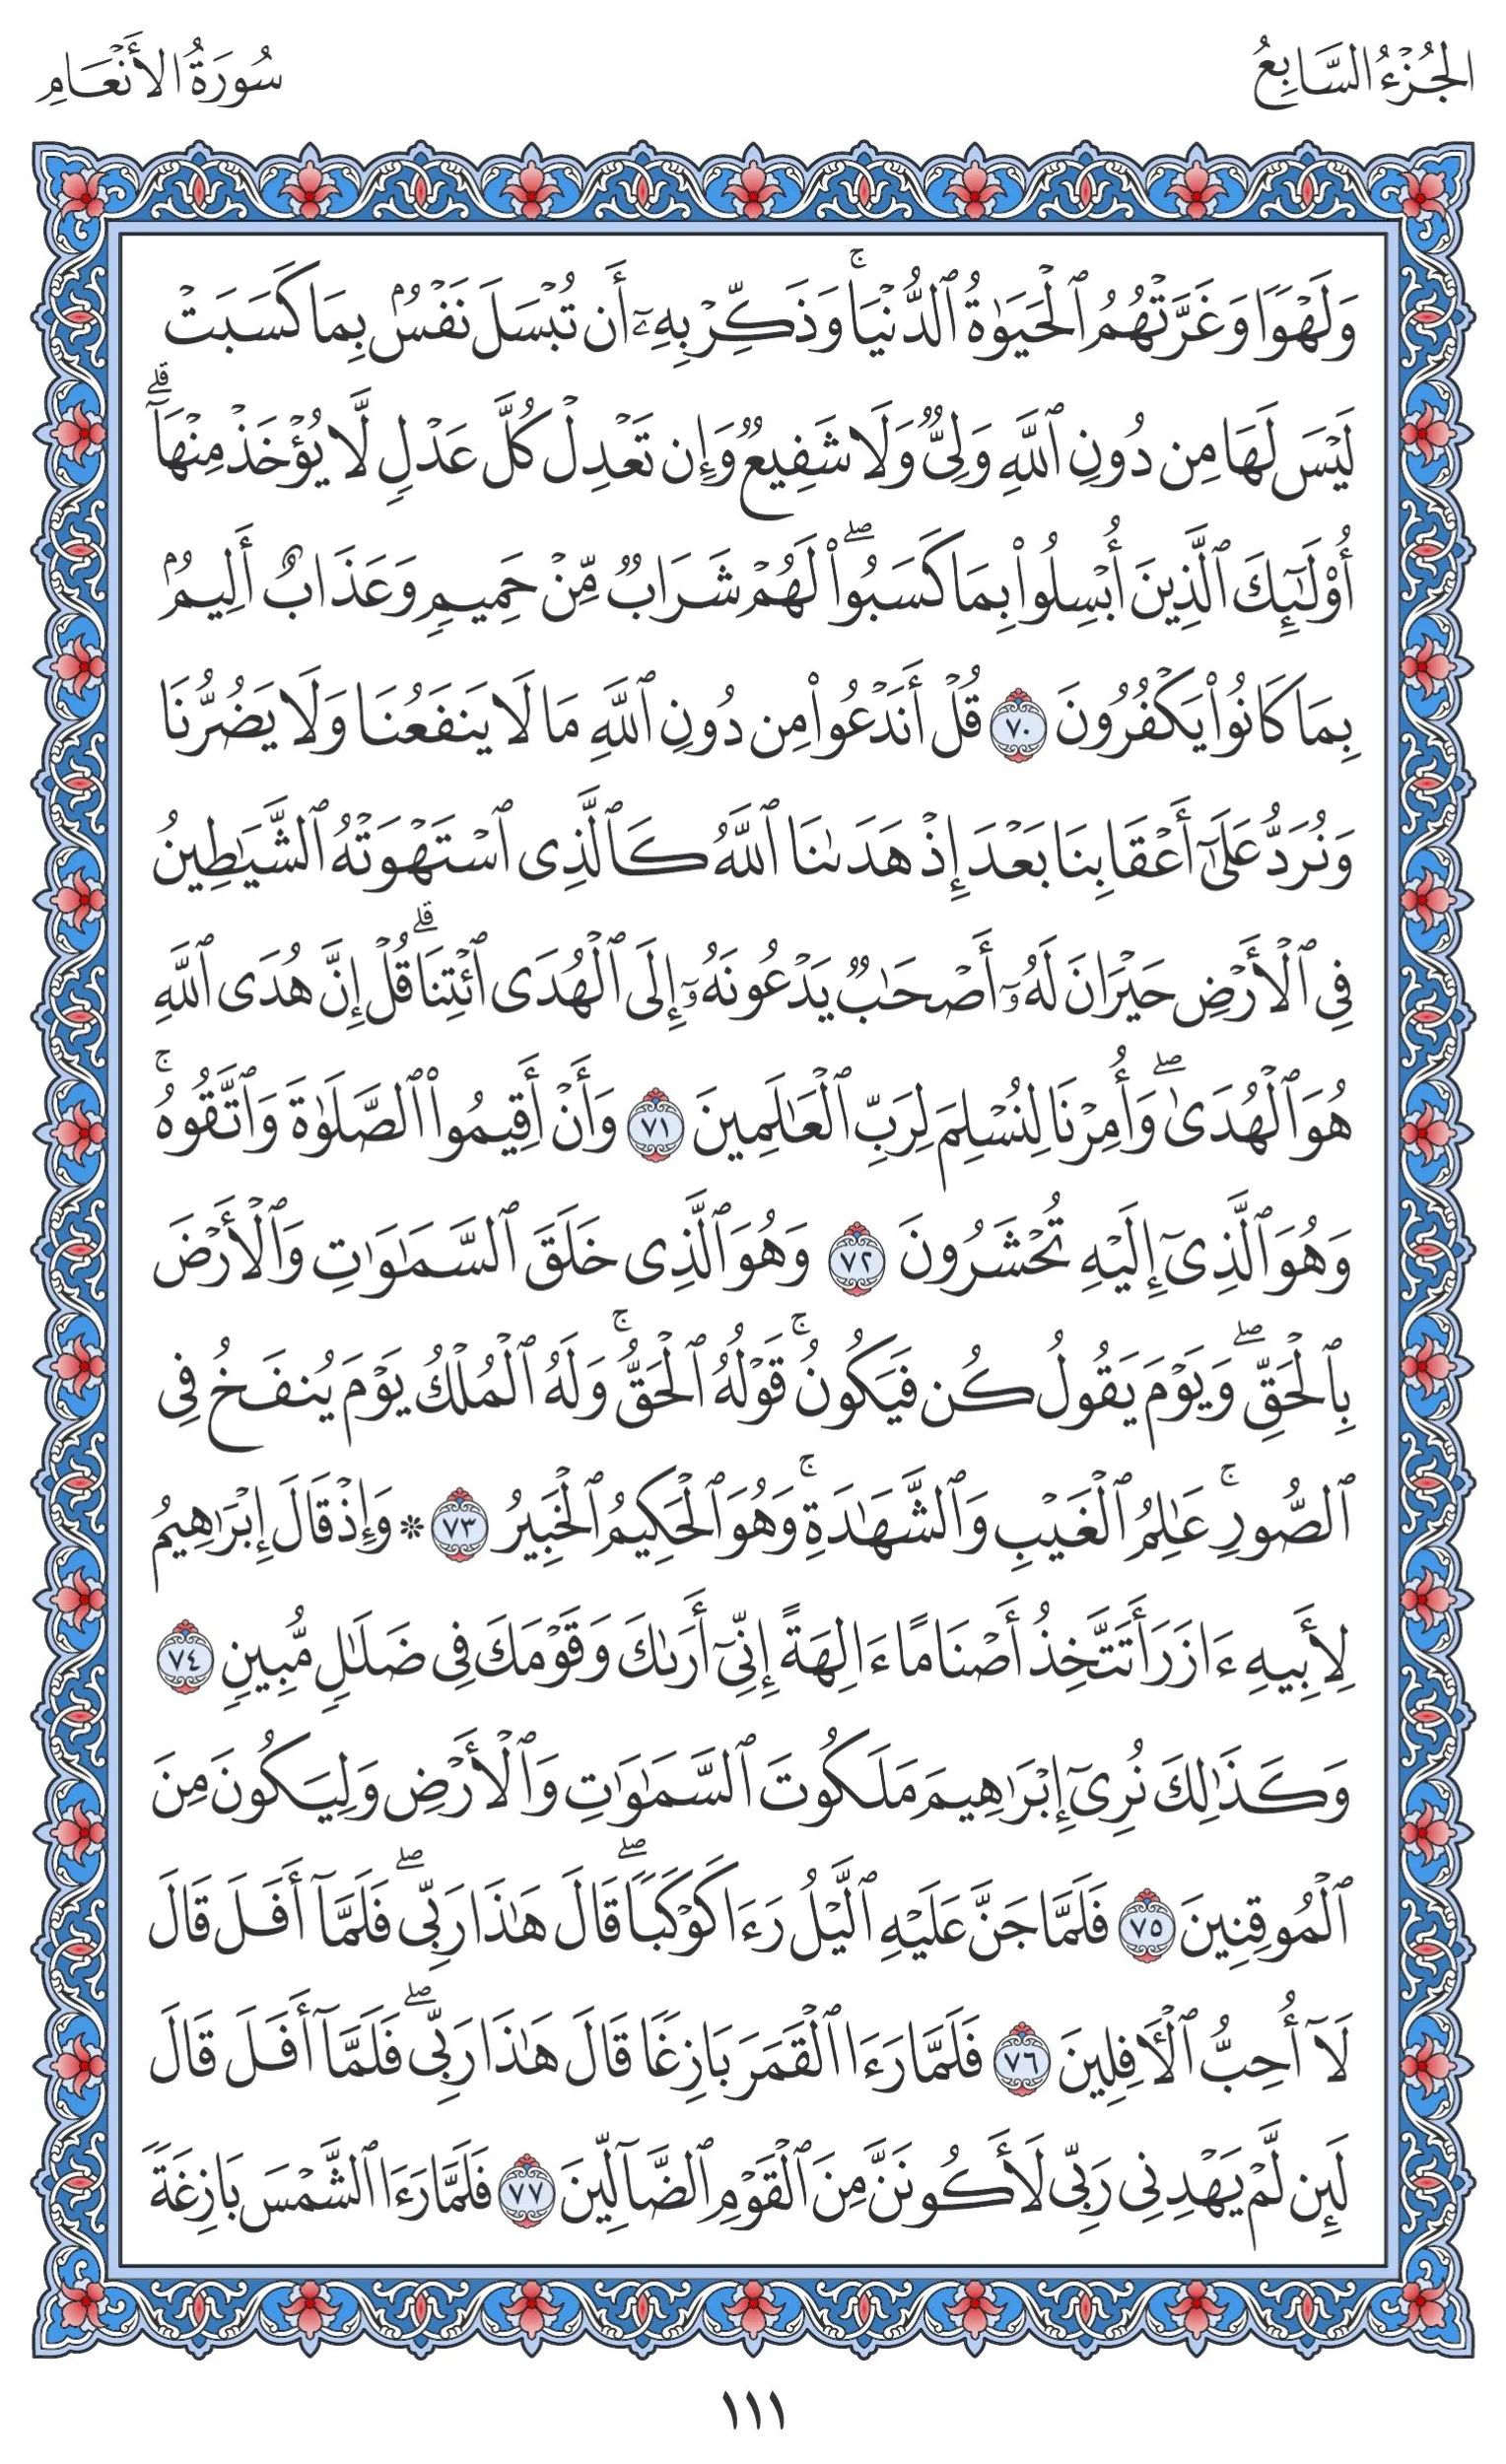 الجُزْءُ السَّابِعُ
سُورَةُ الأَنْعَامِ
وَلَهْوًا وَغَرَّتْهُمُ ٱلْحَيَوٰةُ ٱلدُّنْيَاۚ وَذَكِّرْ بِهِۦٓ أَن تُبْسَلَ نَفْسُۢ بِمَا كَسَبَتْ
لَيْسَ لَهَا مِن دُونِ ٱللَّهِ وَلِىٌّ وَلَا شَفِيعٌ وَإِن تَعْدِلْ كُلَّ عَدْلٍ لَّا يُؤْخَذْ مِنْهَآۗ
أُو۟لَٰٓئِكَ ٱلَّذِينَ أُبْسِلُوا۟ بِمَا كَسَبُوا۟ۖ لَهُمْ شَرَابٌ مِّنْ حَمِيمٍ وَعَذَابٌ أَلِيمُۢ
بِمَا كَانُوا۟ يَكْفُرُونَ ٧٠ قُلْ أَنَدْعُوا۟ مِن دُونِ ٱللَّهِ مَا لَا يَنفَعُنَا وَلَا يَضُرُّنَا
وَنُرَدُّ عَلَىٰٓ أَعْقَابِنَا بَعْدَ إِذْ هَدَىٰنَا ٱللَّهُ كَٱلَّذِى ٱسْتَهْوَتْهُ ٱلشَّيَٰطِينُ
فِى ٱلْأَرْضِ حَيْرَانَ لَهُۥٓ أَصْحَٰبٌ يَدْعُونَهُۥٓ إِلَى ٱلْهُدَى ٱئْتِنَاۗ قُلْ إِنَّ هُدَى ٱللَّهِ
هُوَ ٱلْهُدَىٰۖ وَأُمِرْنَا لِنُسْلِمَ لِرَبِّ ٱلْعَٰلَمِينَ ٧١ وَأَنْ أَقِيمُوا۟ ٱلصَّلَوٰةَ وَٱتَّقُوهُۚ
وَهُوَ ٱلَّذِىٓ إِلَيْهِ تُحْشَرُونَ ٧٢ وَهُوَ ٱلَّذِى خَلَقَ ٱلسَّمَٰوَٰتِ وَٱلْأَرْضَ
بِٱلْحَقِّۖ وَيَوْمَ يَقُولُ كُن فَيَكُونُۚ قَوْلُهُ ٱلْحَقُّۚ وَلَهُ ٱلْمُلْكُ يَوْمَ يُنفَخُ فِى
ٱلصُّورِۚ عَٰلِمُ ٱلْغَيْبِ وَٱلشَّهَٰدَةِۚ وَهُوَ ٱلْحَكِيمُ ٱلْخَبِيرُ ٧٣ * وَإِذْ قَالَ إِبْرَٰهِيمُ
لِأَبِيهِ ءَازَرَ أَتَتَّخِذُ أَصْنَامًا ءَالِهَةً إِنِّىٓ أَرَىٰكَ وَقَوْمَكَ فِى ضَلَٰلٍ مُّبِينٍ ٧٤
وَكَذَٰلِكَ نُرِىٓ إِبْرَٰهِيمَ مَلَكُوتَ ٱلسَّمَٰوَٰتِ وَٱلْأَرْضِ وَلِيَكُونَ مِنَ
ٱلْمُوقِنِينَ ٧٥ فَلَمَّا جَنَّ عَلَيْهِ ٱلَّيْلُ رَءَا كَوْكَبًاۖ قَالَ هَٰذَا رَبِّىۖ فَلَمَّآ أَفَلَ قَالَ
لَآ أُحِبُّ ٱلْءَافِلِينَ ٧٦ فَلَمَّا رَءَا ٱلْقَمَرَ بَازِغًا قَالَ هَٰذَا رَبِّىۖ فَلَمَّآ أَفَلَ قَالَ
لَئِن لَّمْ يَهْدِنِى رَبِّى لَأَكُونَنَّ مِنَ ٱلْقَوْمِ ٱلضَّآلِّينَ ٧٧ فَلَمَّا رَءَا ٱلشَّمْسَ بَازِغَةً
١١١